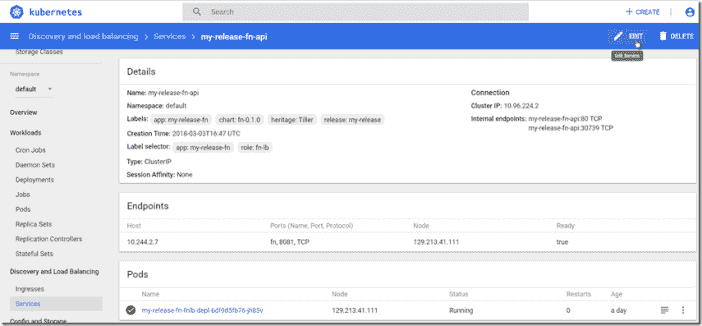 kubernetes
Search
+ CREATE
Discovery and load balancing > Services > my-release-fn-api
EDIT
DELETE
Edit Service
Storage Classes
Namespace
default
Overview
Workloads
Cron Jobs
Daemon Sets
Deployments
Jobs
Pods
Replica Sets
Replication Controllers
Stateful Sets
Discovery and Load Balancing
Ingresses
Services
Config and Storage
Details
Name: my-release-fn-api
Namespace: default
Labels: app: my-release-fn chart: fn-0.1.0 heritage: Tiller release: my-release
Creation Time: 2018-03-03T16:47 UTC
Label selector: app: my-release-fn role: fn-lb
Type: ClusterIP
Session Affinity: None
Connection
Cluster IP: 10.96.224.2
Internal endpoints: my-release-fn-api:80 TCP
my-release-fn-api:30739 TCP
Endpoints
Host Ports (Name, Port, Protocol) Node Ready
10.244.2.7 fn, 8081, TCP 129.213.41.111 true
Pods
Name Node Status Restarts Age
my-release-fn-fnlb-depl-6df9d5fb76-jh85v 129.213.41.111 Running 0 a day